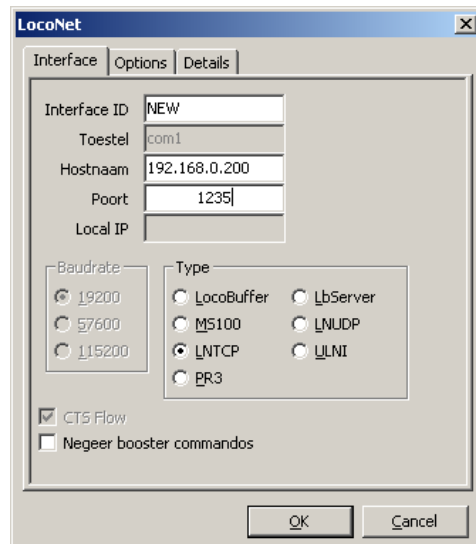 LocoNet
Interface Options Details
Interface ID NEW
Toestel com1
Hostnaam 192.168.0.200
Poort 1235
Local IP
Baudrate
19200
57600
115200
Type
LocoBuffer LbServer
MS100 LNUDP
LNTCP ULNI
PR3
CTS Flow
Negeer booster commandos
OK Cancel